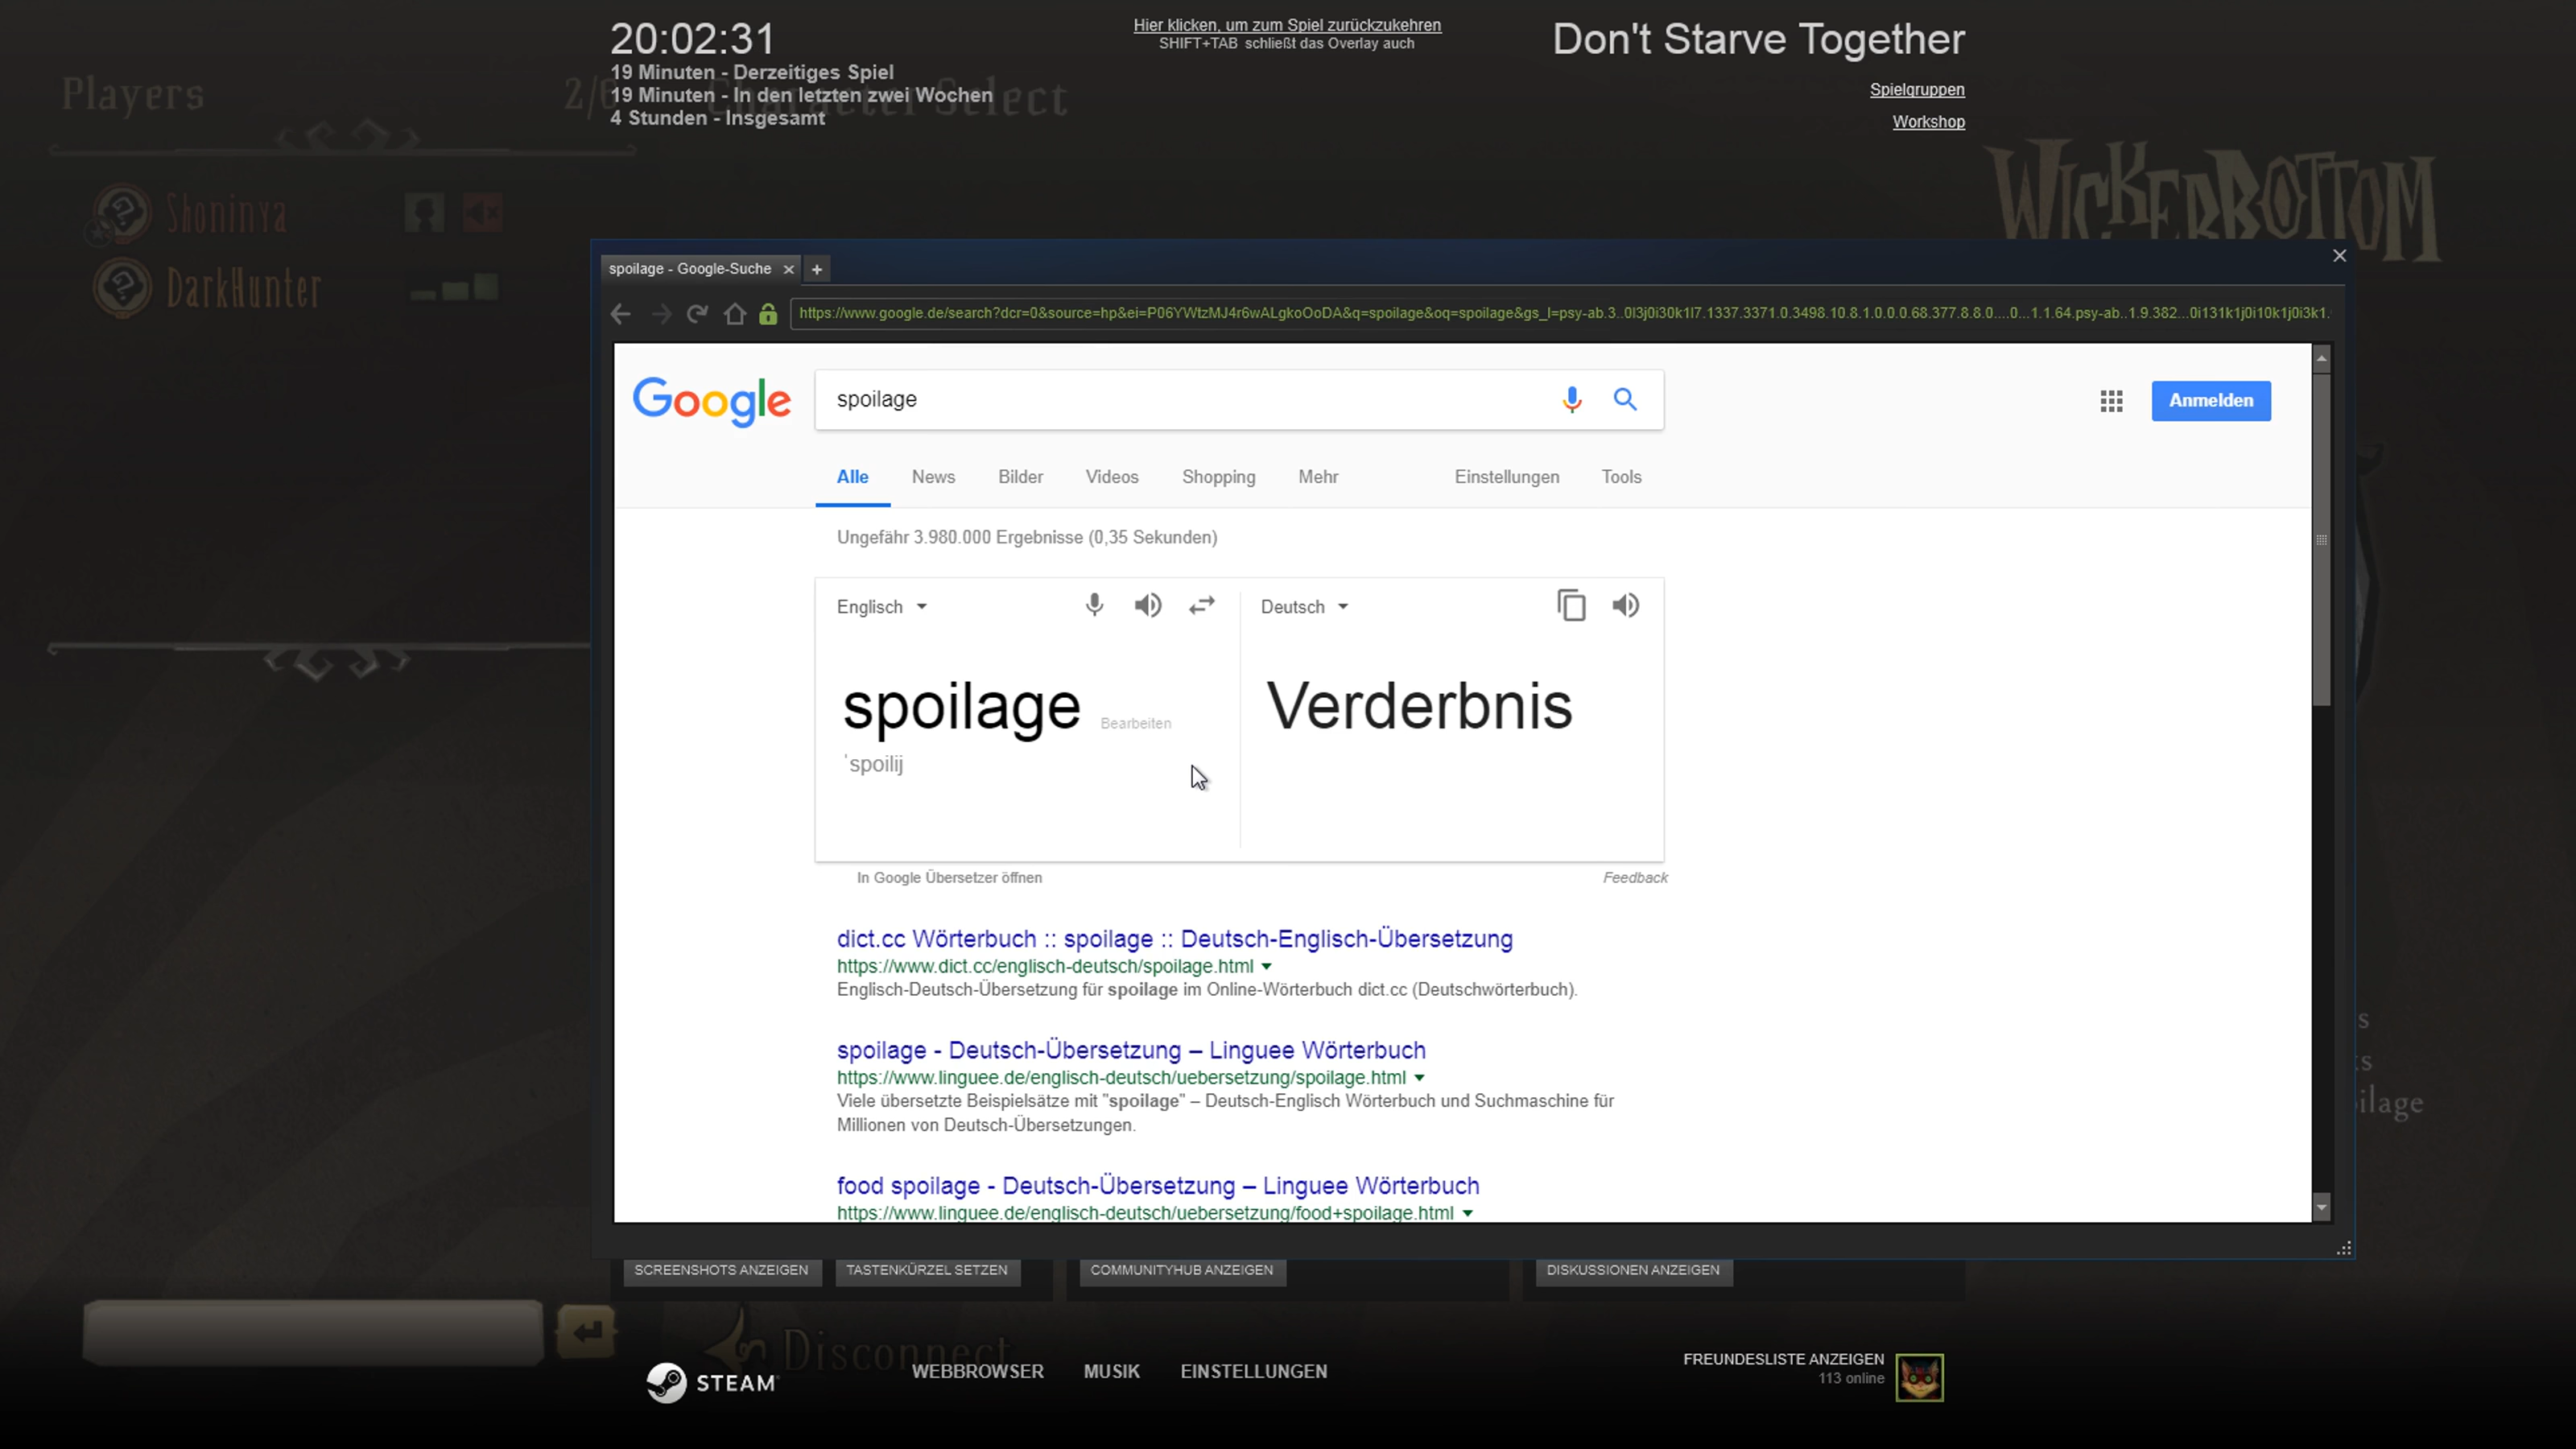 20:02:31
19 Minuten - Derzeitiges Spiel
19 Minuten - In den letzten zwei Wochen
4 Stunden - Insgesamt
Hier klicken, um zum Spiel zurückzukehren
SHIFT+TAB schließt das Overlay auch
Don't Starve Together
Spielgruppen
Workshop
Players
2/6
Character Select
Shoninya
DarkHunter
WICKERBOTTOM
spoilage - Google-Suche
https://www.google.de/search?dcr=0&source=hp&ei=P06YWtzMJ4r6wALgkoOoDA&q=spoilage&oq=spoilage&gs_l=psy-ab.3..0l3j0i30k1l7.1337.3371.0.3498.10.8.1.0.0.0.68.377.8.8.0....0...1.1.64.psy-ab..1.9.382...0i131k1j0i10k1j0i3k1.
Google
spoilage
Anmelden
Alle News Bilder Videos Shopping Mehr Einstellungen Tools
Ungefähr 3.980.000 Ergebnisse (0,35 Sekunden)
Englisch
Deutsch
spoilage Bearbeiten
ˈspoilij
Verderbnis
In Google Übersetzer öffnen
Feedback
dict.cc Wörterbuch :: spoilage :: Deutsch-Englisch-Übersetzung
https://www.dict.cc/englisch-deutsch/spoilage.html
Englisch-Deutsch-Übersetzung für spoilage im Online-Wörterbuch dict.cc (Deutschwörterbuch).
spoilage - Deutsch-Übersetzung – Linguee Wörterbuch
https://www.linguee.de/englisch-deutsch/uebersetzung/spoilage.html
Viele übersetzte Beispielsätze mit "spoilage" – Deutsch-Englisch Wörterbuch und Suchmaschine für
Millionen von Deutsch-Übersetzungen.
food spoilage - Deutsch-Übersetzung – Linguee Wörterbuch
https://www.linguee.de/englisch-deutsch/uebersetzung/food+spoilage.html
SCREENSHOTS ANZEIGEN
TASTENKÜRZEL SETZEN
COMMUNITYHUB ANZEIGEN
DISKUSSIONEN ANZEIGEN
Disconnect
STEAM
WEBBROWSER
MUSIK
EINSTELLUNGEN
FREUNDESLISTE ANZEIGEN
113 online